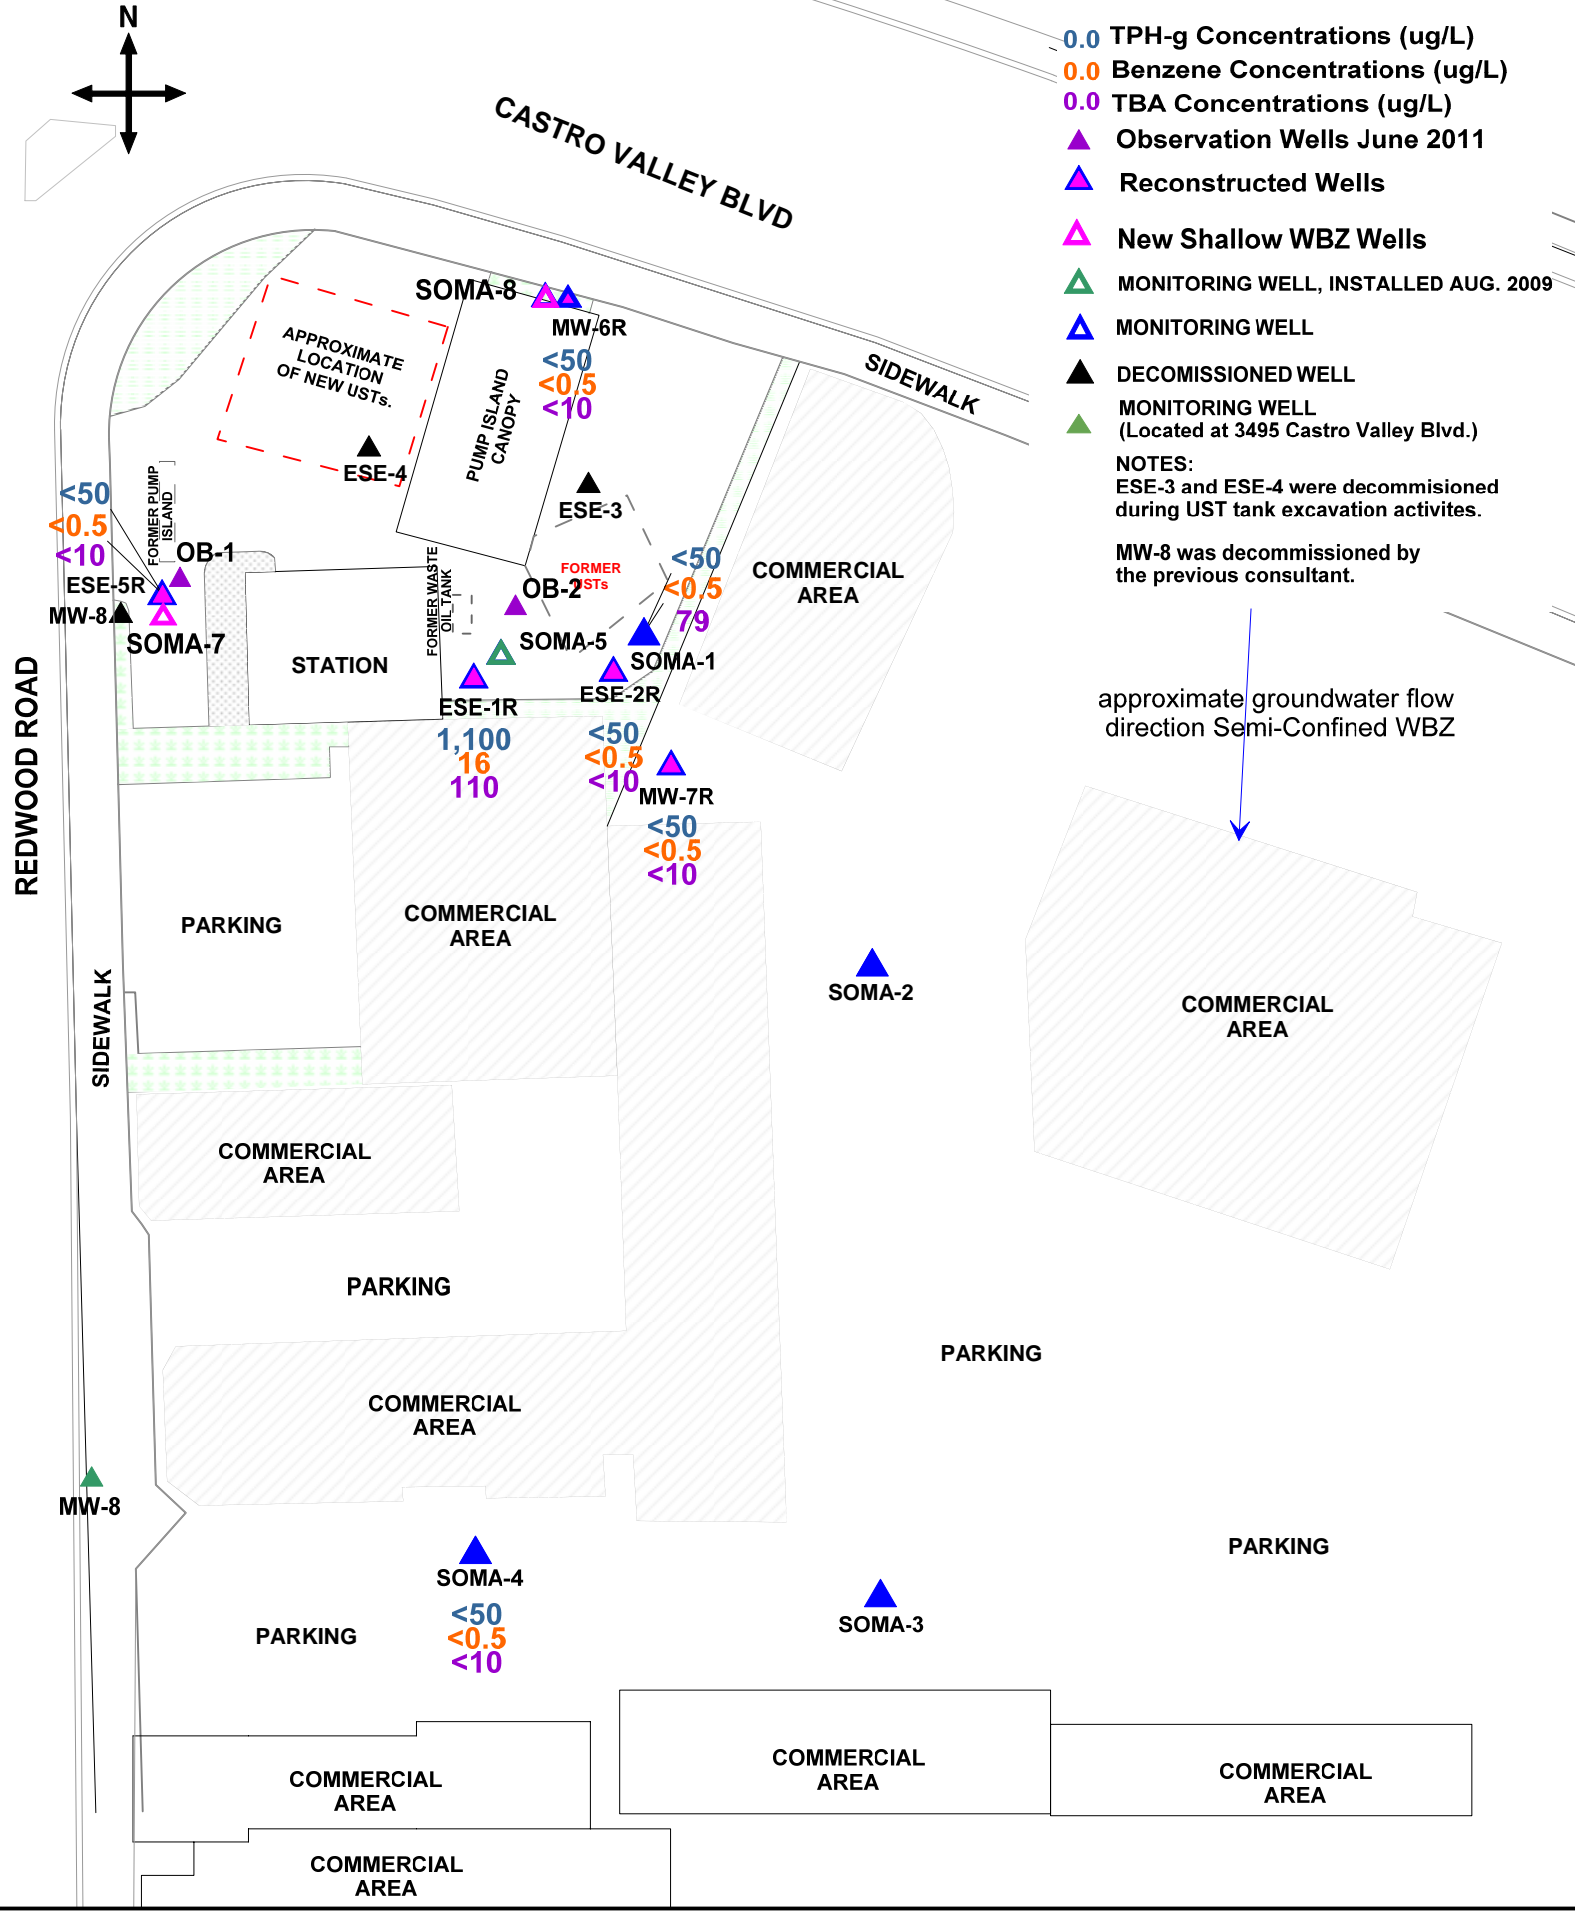 N
CASTRO VALLEY BLVD
0.0 TPH-g Concentrations (ug/L)
0.0 Benzene Concentrations (ug/L)
0.0 TBA Concentrations (ug/L)
Observation Wells June 2011
Reconstructed Wells
New Shallow WBZ Wells
MONITORING WELL, INSTALLED AUG. 2009
MONITORING WELL
DECOMISSIONED WELL
MONITORING WELL
(Located at 3495 Castro Valley Blvd.)
NOTES:
ESE-3 and ESE-4 were decommisioned
during UST tank excavation activites.
MW-8 was decommissioned by
the previous consultant.
approximate groundwater flow
direction Semi-Confined WBZ
SIDEWALK
SOMA-8
MW-6R
<50
<0.5
<10
APPROXIMATE
LOCATION
OF NEW USTs.
PUMP ISLAND
CANOPY
ESE-4
ESE-3
FORMER PUMP
ISLAND
<50
<0.5
<10
OB-1
ESE-5R
MW-8
SOMA-7
FORMER WASTE
OIL TANK
FORMER
USTs
OB-2
<50
<0.5
79
SOMA-5
SOMA-1
COMMERCIAL
AREA
STATION
ESE-1R
1,100
16
110
ESE-2R
<50
<0.5
<10
MW-7R
<50
<0.5
<10
REDWOOD ROAD
PARKING
COMMERCIAL
AREA
SOMA-2
COMMERCIAL
AREA
SIDEWALK
COMMERCIAL
AREA
PARKING
PARKING
COMMERCIAL
AREA
MW-8
SOMA-4
<50
<0.5
<10
PARKING
SOMA-3
PARKING
COMMERCIAL
AREA
COMMERCIAL
AREA
COMMERCIAL
AREA
COMMERCIAL
AREA